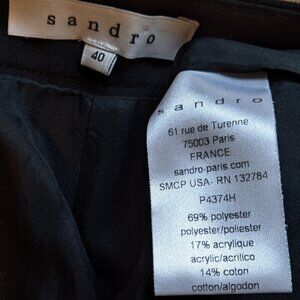 sandro
40
sandro
61 rue de Turenne
75003 Paris
FRANCE
sandro-paris.com
SMCP USA- RN 132784
P4374H
69% polyester
polyester/poliester
17% acrylique
acrylic/acrílico
14% coton
cotton/algodon